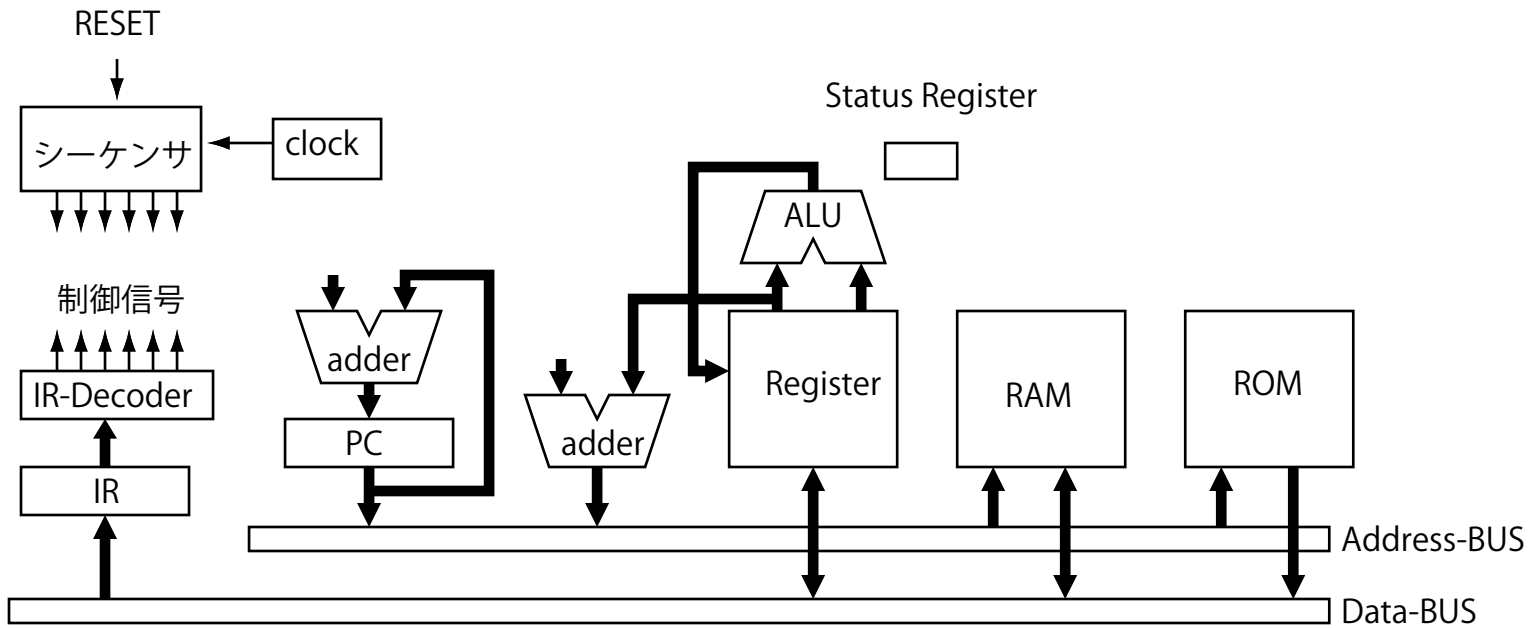 RESET
シーケンサ
clock
Status Register
ALU
制御信号
IR-Decoder
IR
adder
PC
adder
Register
RAM
ROM
Address-BUS
Data-BUS